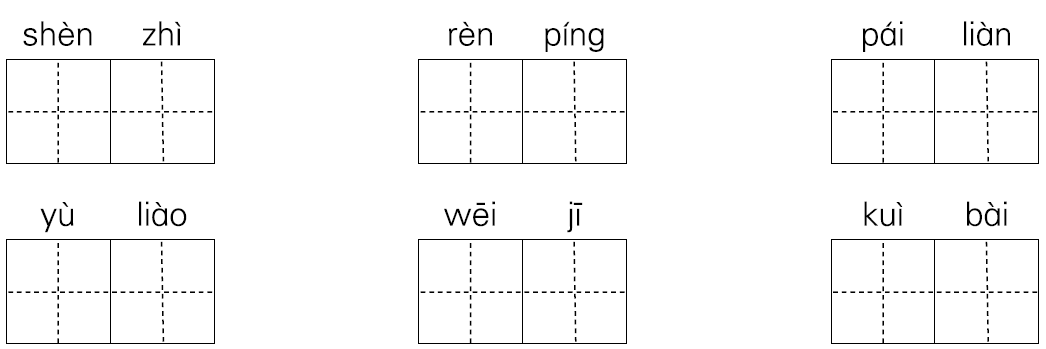 shèn zhì rèn píng pái liàn
yù liào wēi jī kuì bài